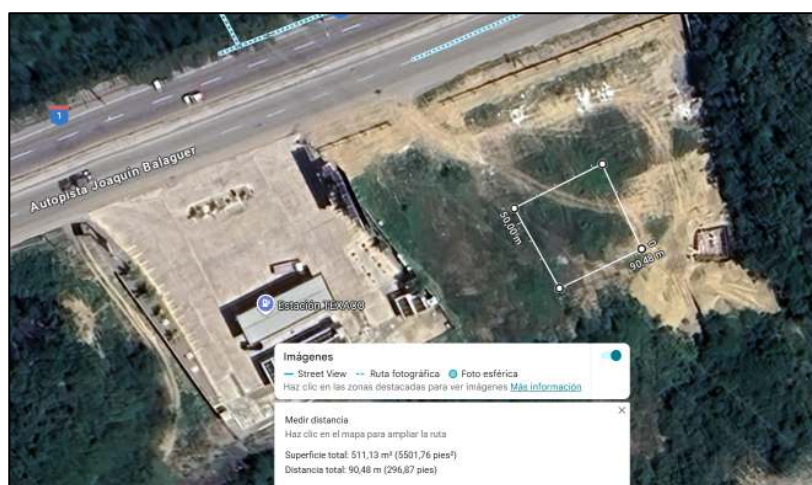 1
Autopista Joaquín Balaguer
50,00 m
90,48 m
Estación TEXACO
Imágenes
Street View
Ruta fotográfica
Foto esférica
Haz clic en las zonas destacadas para ver imágenes Más información
Medir distancia
Haz clic en el mapa para ampliar la ruta
Superficie total: 511,13 m² (5501,76 pies²)
Distancia total: 90,48 m (296,87 pies)